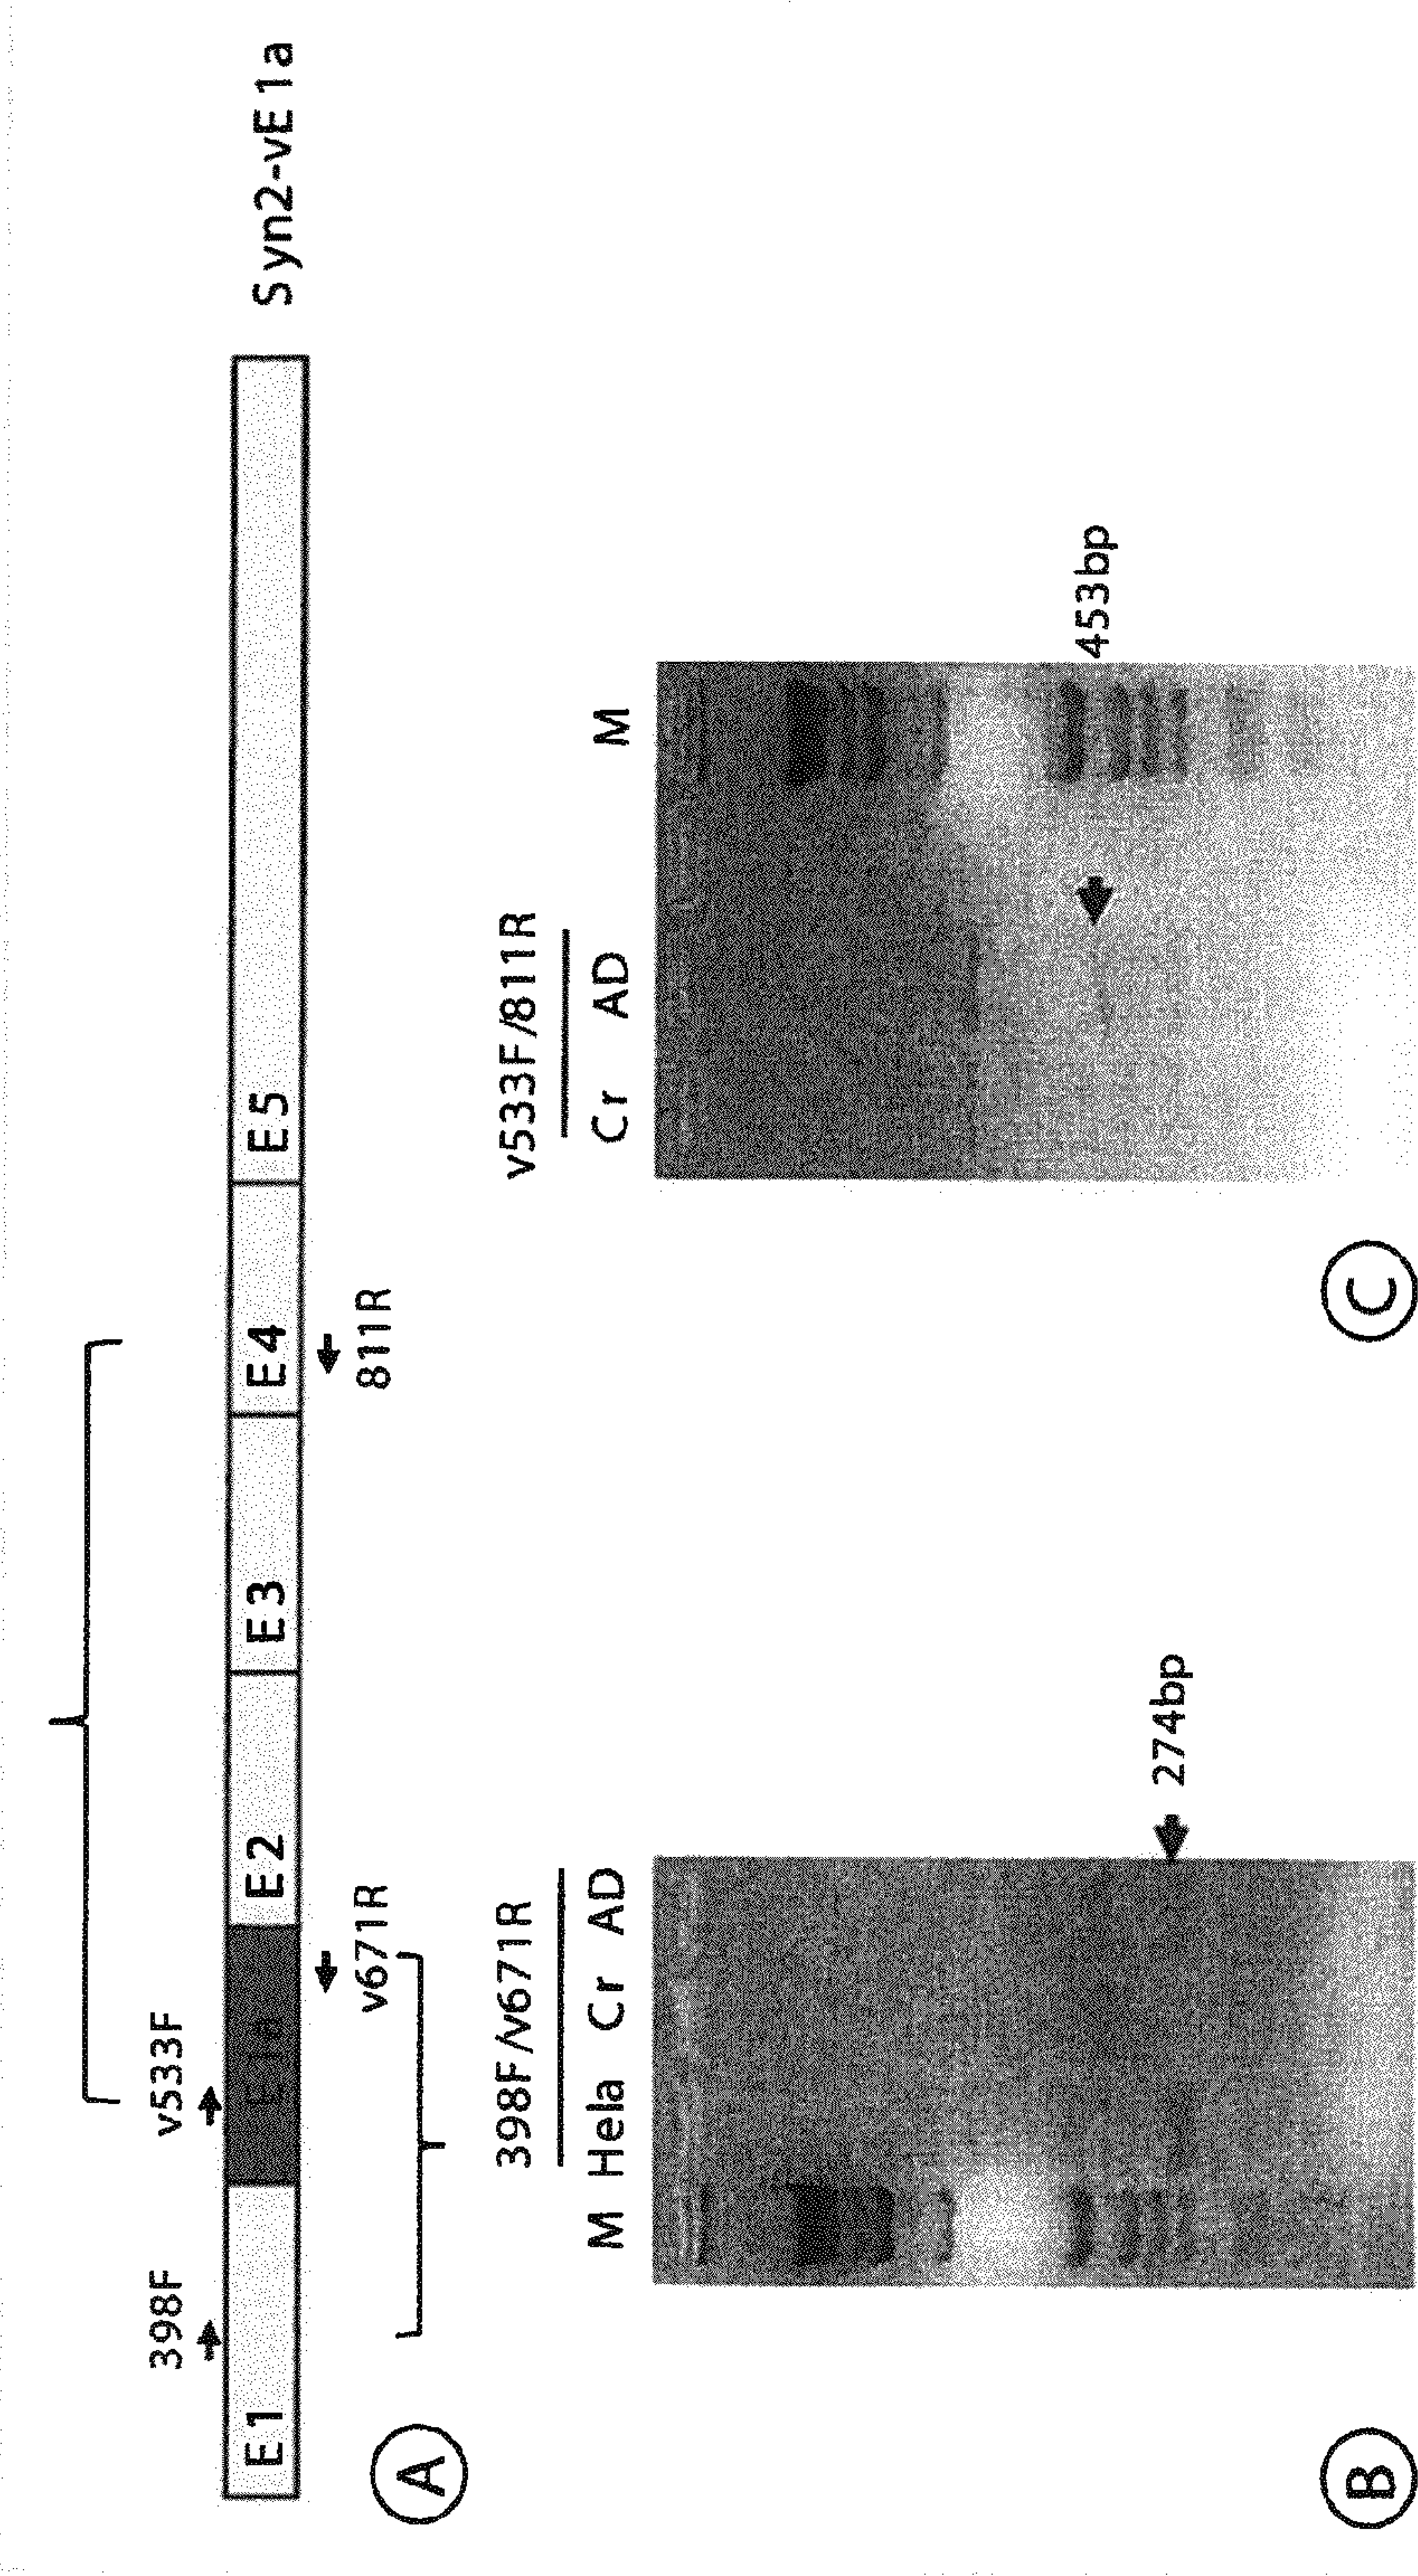 398F
v533F
E1
E1a
E2
E3
E4
E5
Syn2-vE1a
v671R
811R
A
398F/v671R
M Hela Cr AD
274bp
B
v533F/811R
Cr AD M
453bp
C